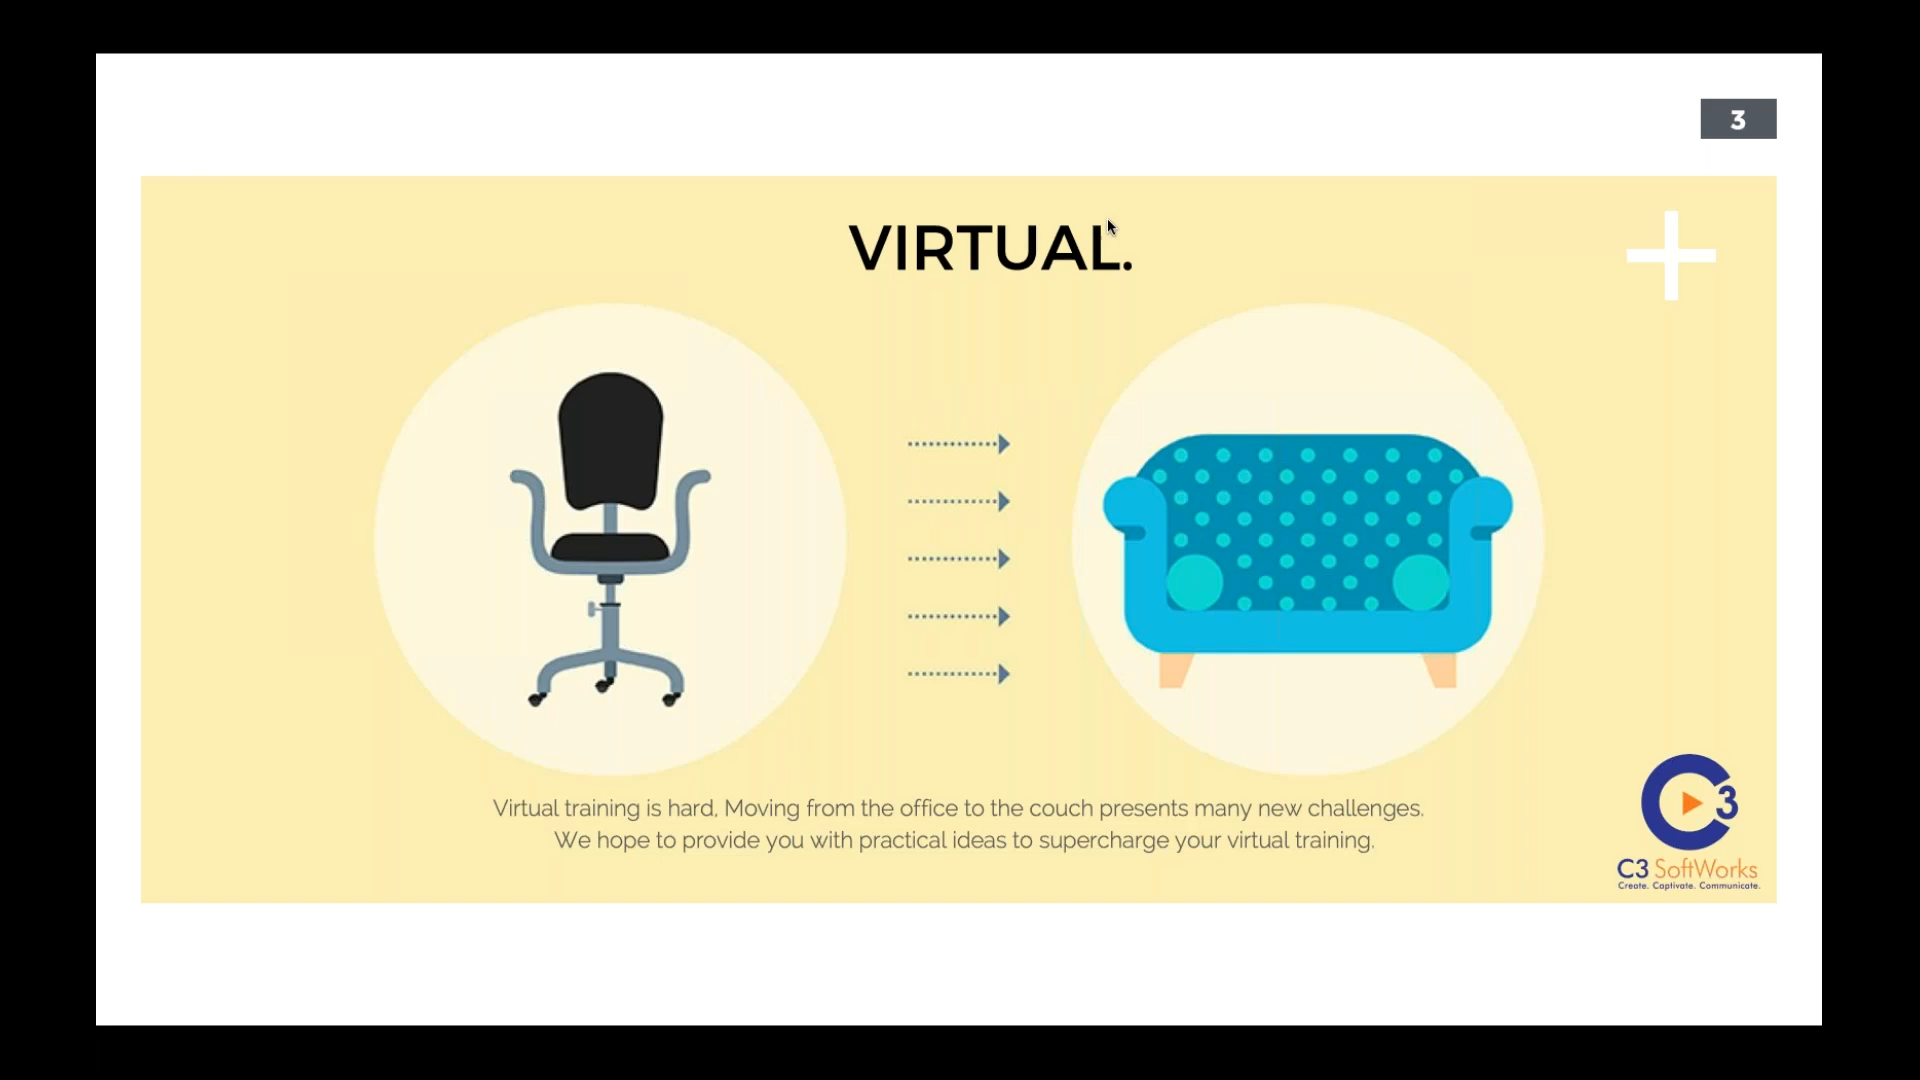 3
VIRTUAL.
Virtual training is hard, Moving from the office to the couch presents many new challenges.
We hope to provide you with practical ideas to supercharge your virtual training.
C3
C3 SoftWorks
Create. Captivate. Communicate.